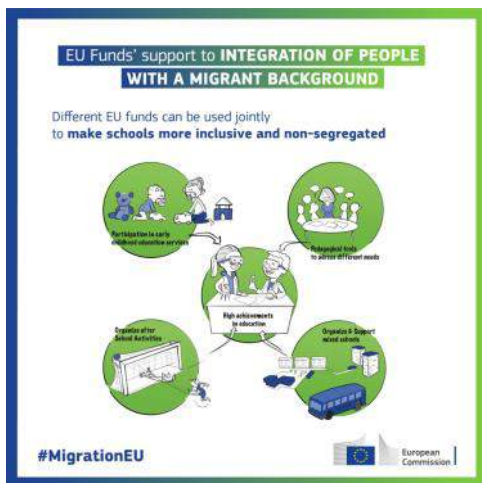 EU Funds' support to INTEGRATION OF PEOPLE
WITH A MIGRANT BACKGROUND
Different EU funds can be used jointly
to make schools more inclusive and non-segregated
Participation in early
childhood education services
Pedagogical tools
to adress different needs
High achievements
in education
Organize after
School Activities
Organize & Support
mixed schools
#MigrationEU
European
Commission